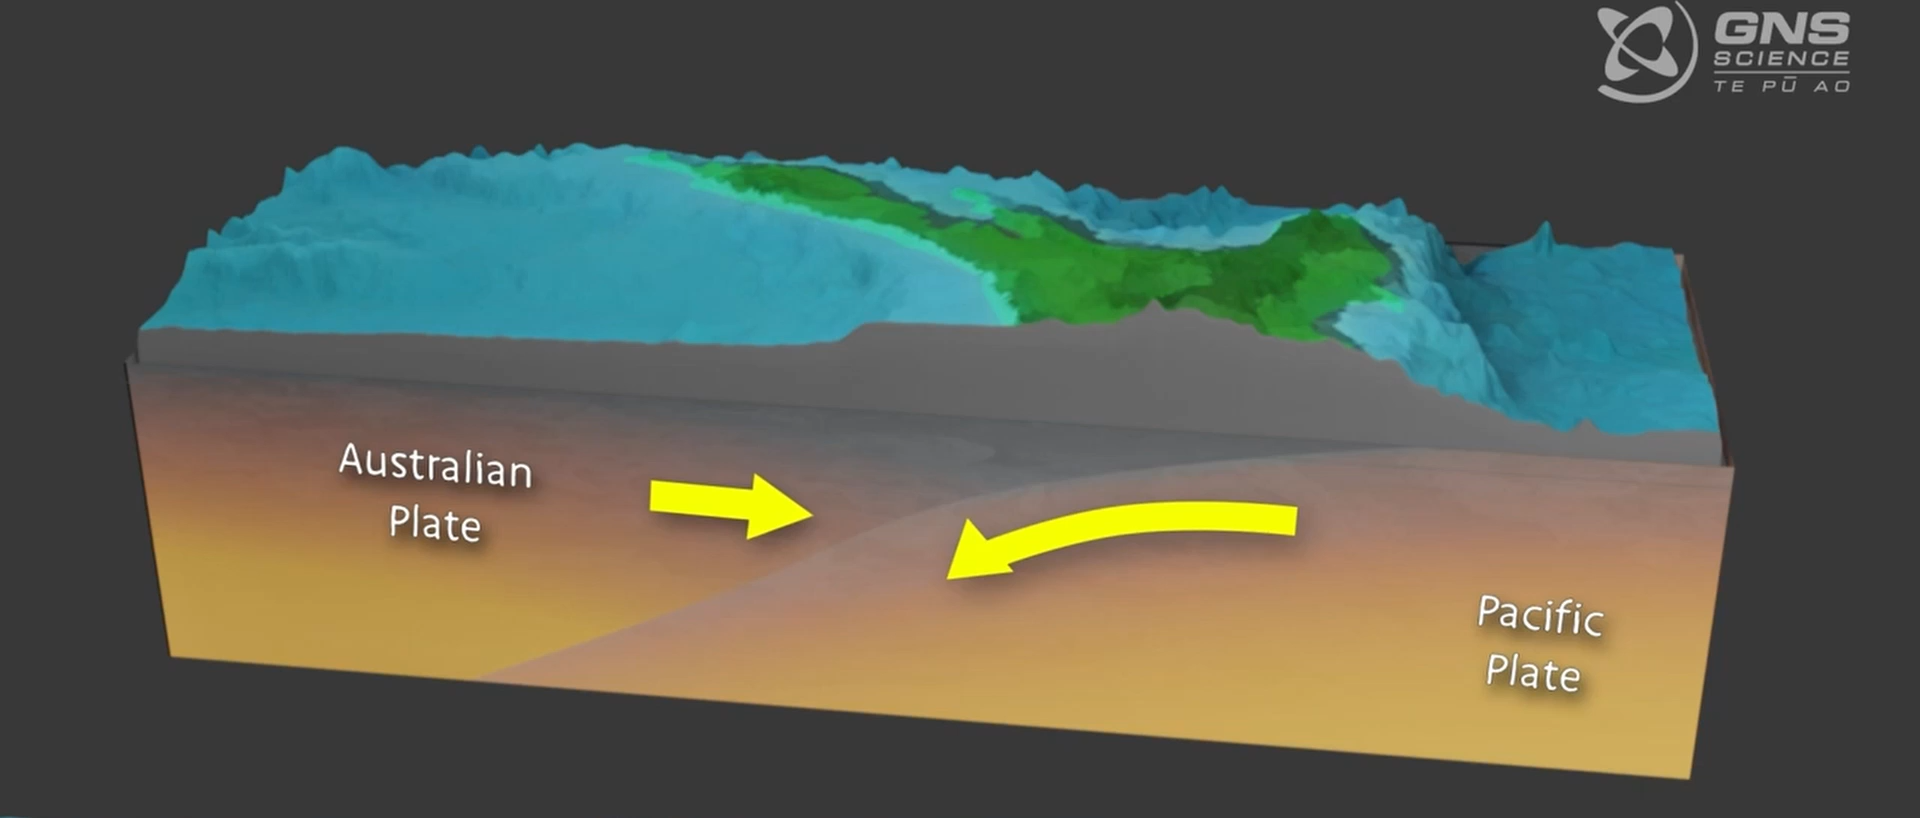 GNS
SCIENCE
TE PŪ AO
Australian
Plate
Pacific
Plate